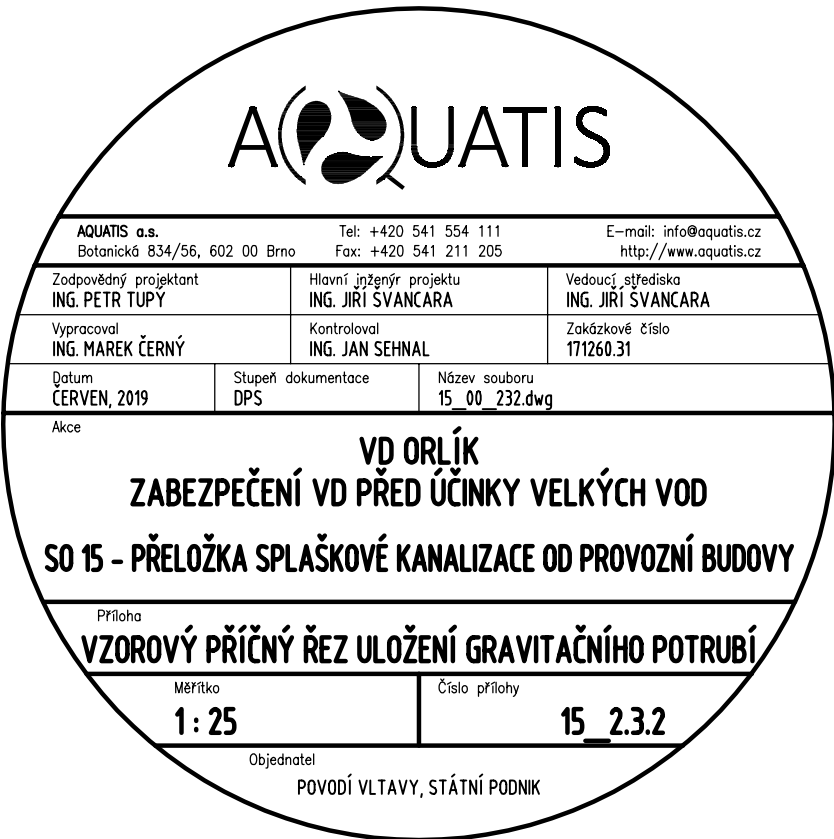 AQUATIS
AQUATIS a.s. Tel: +420 541 554 111 E-mail: info@aquatis.cz
Botanická 834/56, 602 00 Brno Fax: +420 541 211 205 http://www.aquatis.cz
Zodpovědný projektant Hlavní inženýr projektu Vedoucí střediska
ING. PETR TUPÝ ING. JIŘÍ ŠVANCARA ING. JIŘÍ ŠVANCARA
Vypracoval Kontroloval Zakázkové číslo
ING. MAREK ČERNÝ ING. JAN SEHNAL 171260.31
Datum Stupeň dokumentace Název souboru
ČERVEN, 2019 DPS 15_00_232.dwg
Akce
VD ORLÍK
ZABEZPEČENÍ VD PŘED ÚČINKY VELKÝCH VOD
SO 15 - PŘELOŽKA SPLAŠKOVÉ KANALIZACE OD PROVOZNÍ BUDOVY
Příloha
VZOROVÝ PŘÍČNÝ ŘEZ ULOŽENÍ GRAVITAČNÍHO POTRUBÍ
Měřítko Číslo přílohy
1 : 25 15_2.3.2
Objednatel
POVODÍ VLTAVY, STÁTNÍ PODNIK